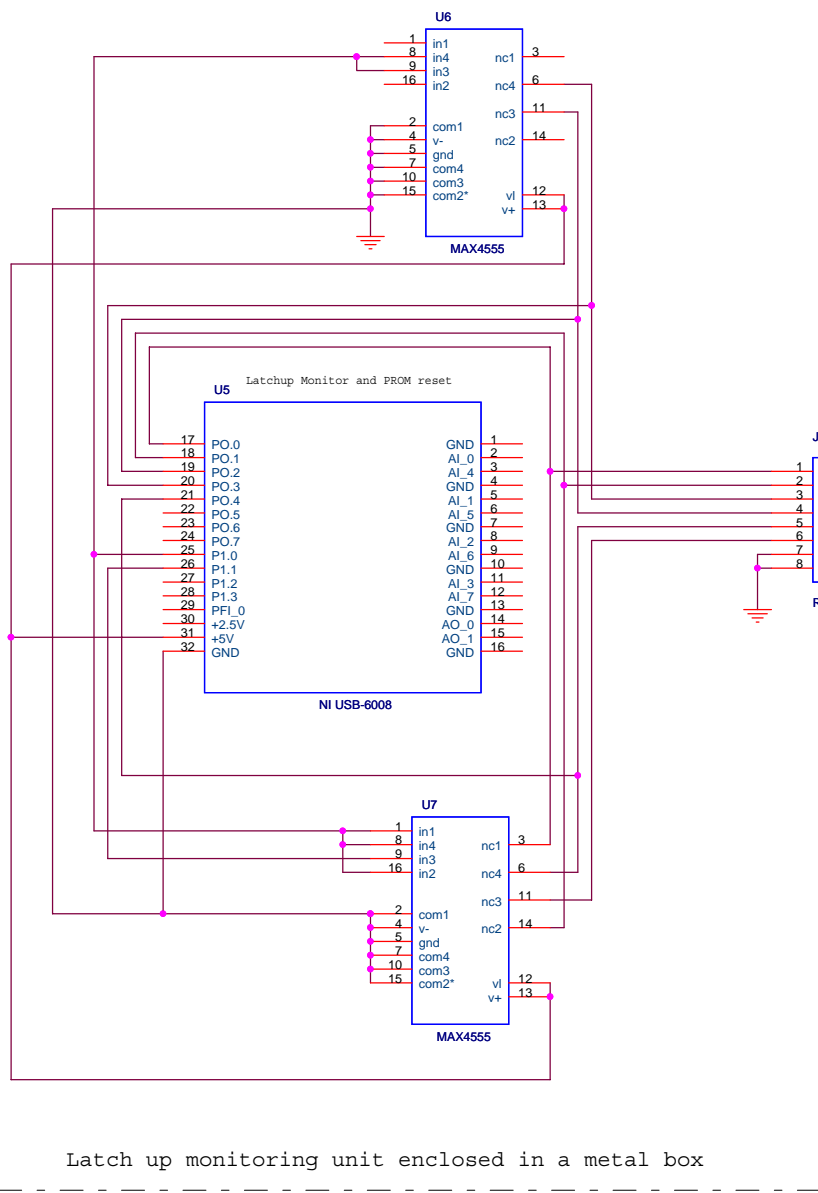 U6
1 in1
8 in4
9 in3
16 in2
2 com1
4 v-
5 gnd
7 com4
10 com3
15 com2*
nc1 3
nc4 6
nc3 11
nc2 14
vl 12
v+ 13
MAX4555
Latchup Monitor and PROM reset
U5
17 PO.0
18 PO.1
19 PO.2
20 PO.3
21 PO.4
22 PO.5
23 PO.6
24 PO.7
25 P1.0
26 P1.1
27 P1.2
28 P1.3
29 PFI_0
30 +2.5V
31 +5V
32 GND
GND 1
AI_0 2
AI_4 3
GND 4
AI_1 5
AI_5 6
GND 7
AI_2 8
AI_6 9
GND 10
AI_3 11
AI_7 12
GND 13
AO_0 14
AO_1 15
GND 16
NI USB-6008
J
1
2
3
4
5
6
7
8
R
U7
1 in1
8 in4
9 in3
16 in2
2 com1
4 v-
5 gnd
7 com4
10 com3
15 com2*
nc1 3
nc4 6
nc3 11
nc2 14
vl 12
v+ 13
MAX4555
Latch up monitoring unit enclosed in a metal box